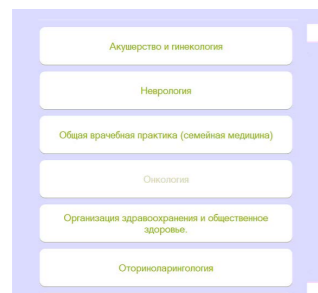 Акушерство и гинекология
Неврология
Общая врачебная практика (семейная медицина)
Онкология
Организация здравоохранения и общественное
здоровье.
Оториноларингология